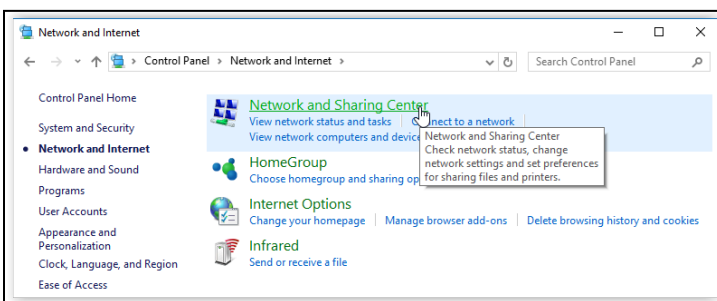 Network and Internet
Control Panel > Network and Internet >
Search Control Panel
Control Panel Home
System and Security
Network and Internet
Hardware and Sound
Programs
User Accounts
Appearance and
Personalization
Clock, Language, and Region
Ease of Access
Network and Sharing Center
View network status and tasks
nnect to a network
View network computers and device
Network and Sharing Center
Check network status, change
network settings and set preferences
for sharing files and printers.
HomeGroup
Choose homegroup and sharing op
Internet Options
Change your homepage
Manage browser add-ons
Delete browsing history and cookies
Infrared
Send or receive a file